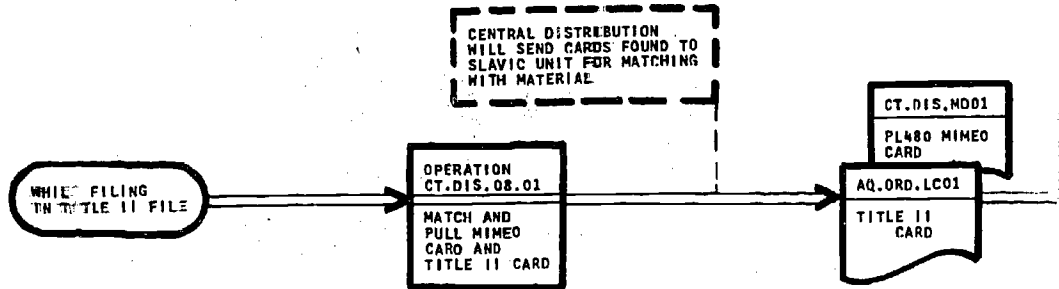 CENTRAL DISTRIBUTION
WILL SEND CARDS FOUND TO
SLAVIC UNIT FOR MATCHING
WITH MATERIAL
CT.DIS.MD01
PL480 MIMEO
CARD
WHILE FILING
IN TITLE II FILE
OPERATION
CT.DIS.08.01
MATCH AND
PULL MIMEO
CARD AND
TITLE II CARD
AQ.ORD.LC01
TITLE II
CARD